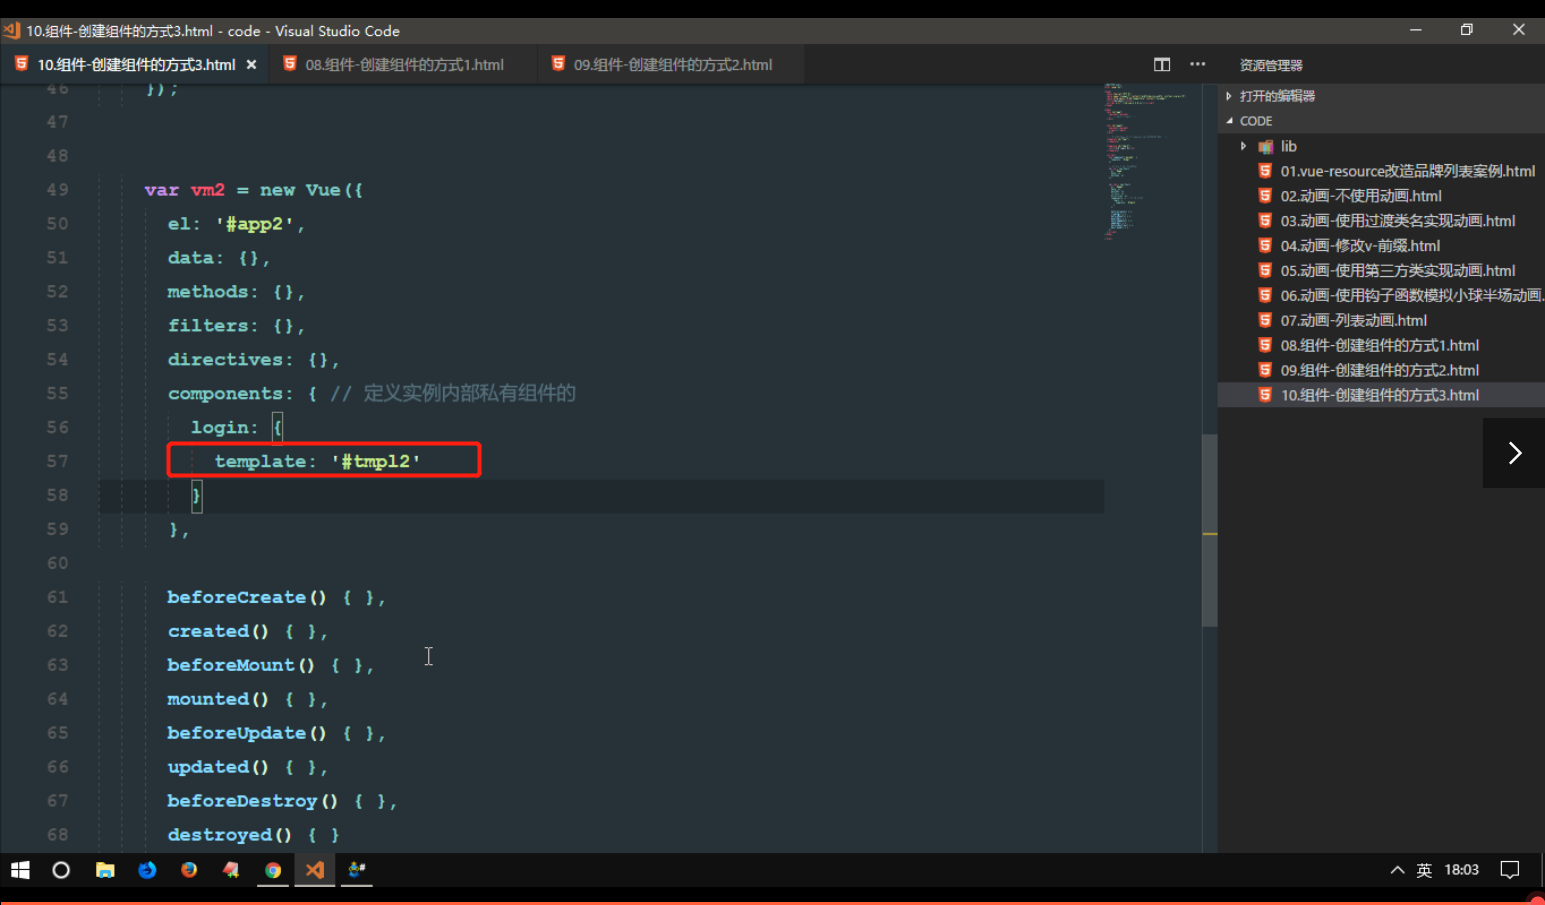 10.组件-创建组件的方式3.html - code - Visual Studio Code
10.组件-创建组件的方式3.html × 08.组件-创建组件的方式1.html 09.组件-创建组件的方式2.html
46 });
47
48
49 var vm2 = new Vue({
50 el: '#app2',
51 data: {},
52 methods: {},
53 filters: {},
54 directives: {},
55 components: { // 定义实例内部私有组件的
56 login: {
57 template: '#tmpl2'
58 }
59 },
60
61 beforeCreate() { },
62 created() { },
63 beforeMount() { },
64 mounted() { },
65 beforeUpdate() { },
66 updated() { },
67 beforeDestroy() { },
68 destroyed() { }
资源管理器
打开的编辑器
CODE
lib
01.vue-resource改造品牌列表案例.html
02.动画-不使用动画.html
03.动画-使用过渡类名实现动画.html
04.动画-修改v-前缀.html
05.动画-使用第三方类实现动画.html
06.动画-使用钩子函数模拟小球半场动画.
07.动画-列表动画.html
08.组件-创建组件的方式1.html
09.组件-创建组件的方式2.html
10.组件-创建组件的方式3.html
英 18:03